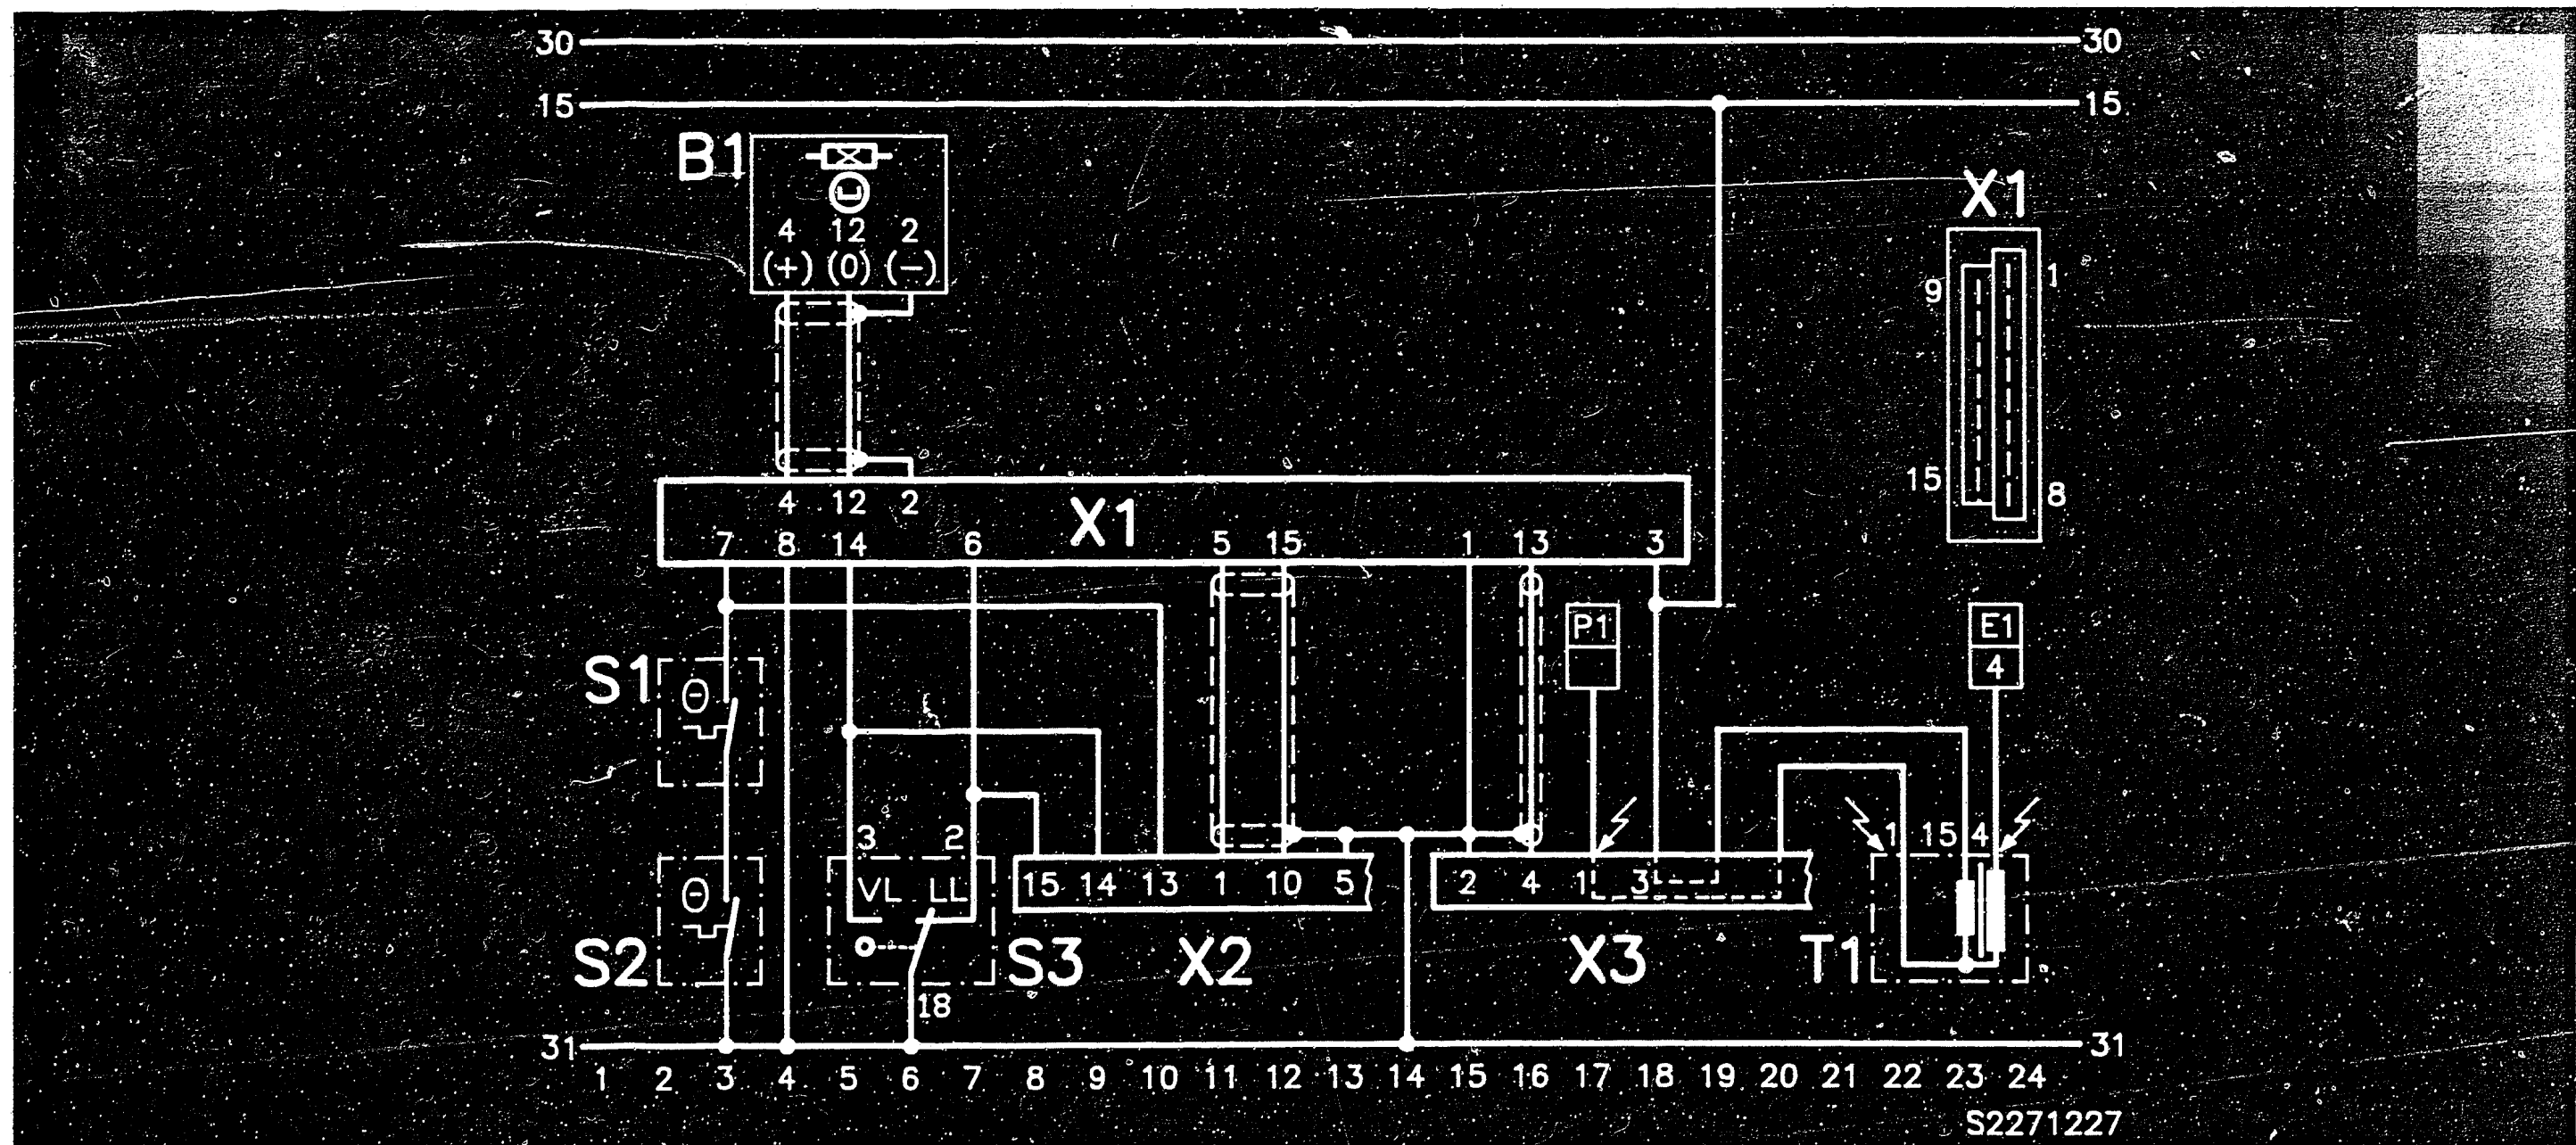 30 30
15 15
B1
4 12 2
(+) (0) (−)
X1
9 1
15 8
4 12 2
X1
7 8 14 6 5 15 1 13 3
P1 E1
4
S1
3 2
1 15 4
VL LL
15 14 13 1 10 5
2 4 1 3
S2 S3 X2 X3 T1
18
31 31
1 2 3 4 5 6 7 8 9 10 11 12 13 14 15 16 17 18 19 20 21 22 23 24
S2271227